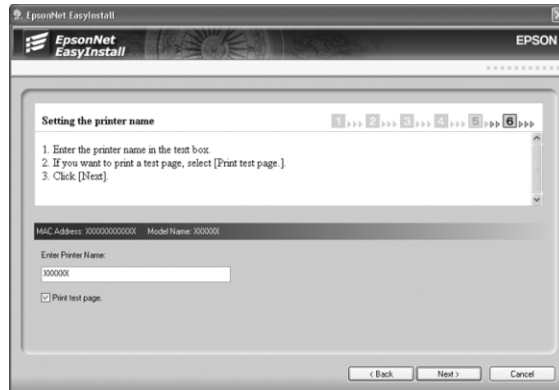 EpsonNet EasyInstall
EpsonNet
EasyInstall
EPSON
Setting the printer name
1 2 3 4 5 6
1. Enter the printer name in the text box.
2. If you want to print a test page, select [Print test page.].
3. Click [Next].
MAC Address: XXXXXXXXXXXX Model Name: XXXXXX
Enter Printer Name:
XXXXXX
Print test page.
< Back
Next >
Cancel